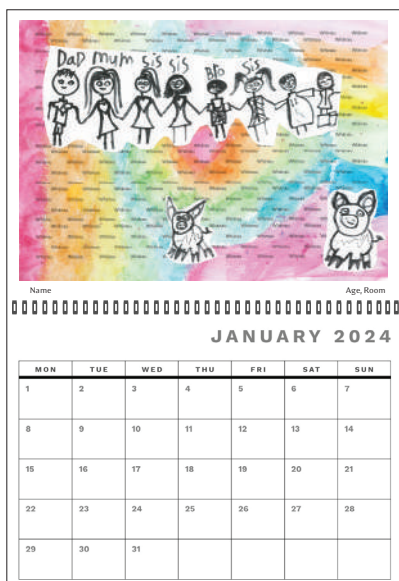 Dad mum sis sis Bro sis
Name Age, Room
JANUARY 2024
MON TUE WED THU FRI SAT SUN
1 2 3 4 5 6 7
8 9 10 11 12 13 14
15 16 17 18 19 20 21
22 23 24 25 26 27 28
29 30 31